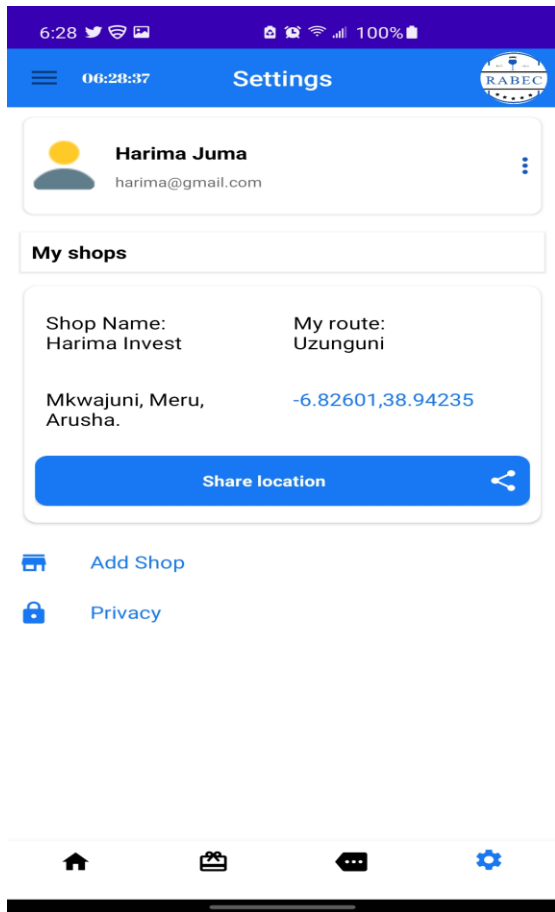 6:28 100%
06:28:37 Settings RABEC
Harima Juma
harima@gmail.com
My shops
Shop Name: My route:
Harima Invest Uzunguni
Mkwajuni, Meru, -6.82601,38.94235
Arusha.
Share location
Add Shop
Privacy